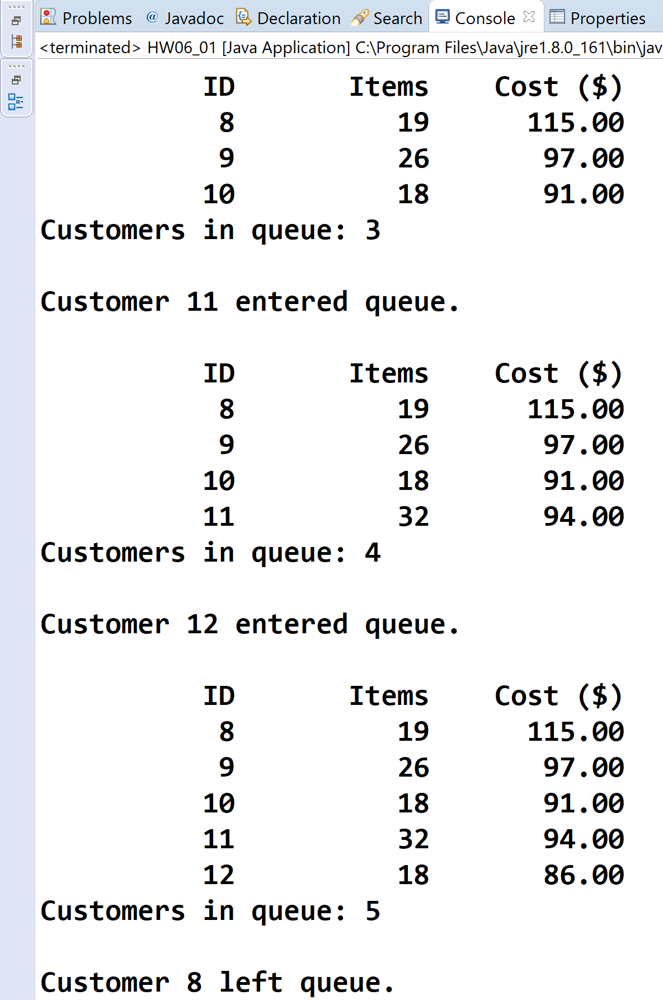 Problems @ Javadoc Declaration Search Console Properties
<terminated> HW06_01 [Java Application] C:\Program Files\Java\jre1.8.0_161\bin\jav
ID Items Cost ($)
8 19 115.00
9 26 97.00
10 18 91.00
Customers in queue: 3
Customer 11 entered queue.
ID Items Cost ($)
8 19 115.00
9 26 97.00
10 18 91.00
11 32 94.00
Customers in queue: 4
Customer 12 entered queue.
ID Items Cost ($)
8 19 115.00
9 26 97.00
10 18 91.00
11 32 94.00
12 18 86.00
Customers in queue: 5
Customer 8 left queue.